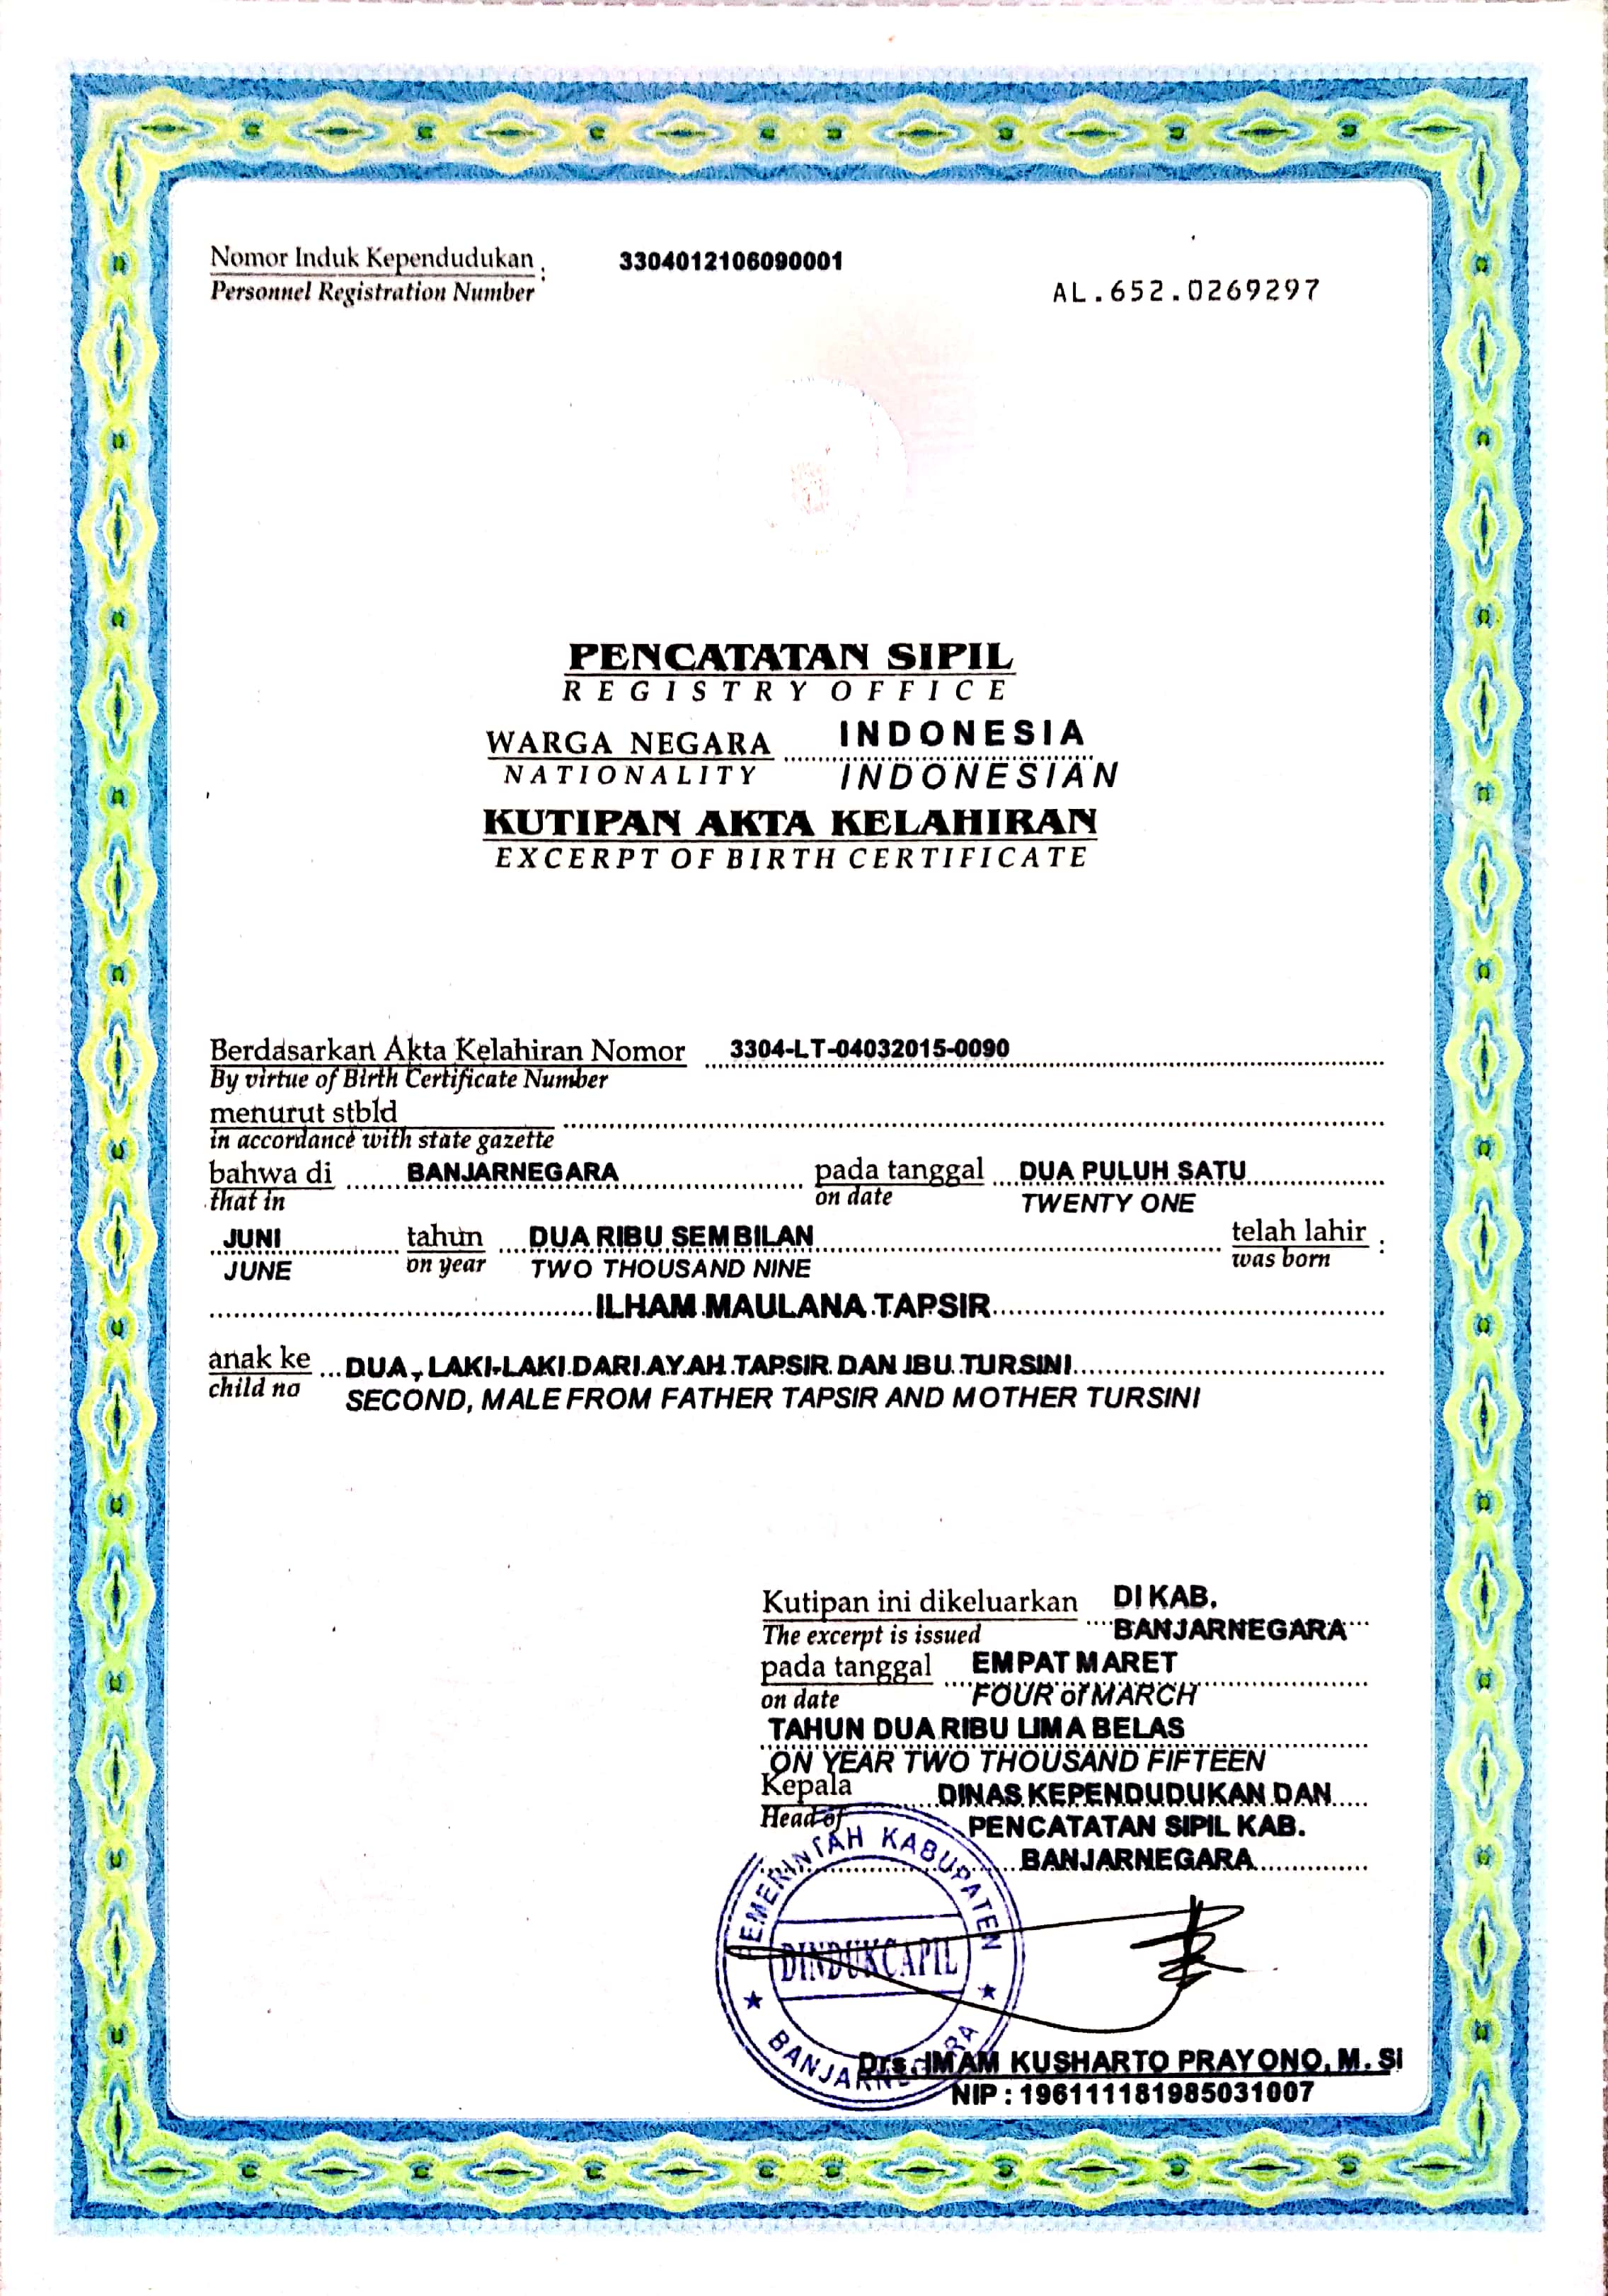 Nomor Induk Kependudukan : 3304012106090001
Personnel Registration Number
AL.652.0269297
PENCATATAN SIPIL
REGISTRY OFFICE
WARGA NEGARA INDONESIA
NATIONALITY INDONESIAN
KUTIPAN AKTA KELAHIRAN
EXCERPT OF BIRTH CERTIFICATE
Berdasarkan Akta Kelahiran Nomor 3304-LT-04032015-0090
By virtue of Birth Certificate Number
menurut stbld
in accordance with state gazette
bahwa di BANJARNEGARA pada tanggal DUA PULUH SATU
that in on date TWENTY ONE
JUNI tahun DUA RIBU SEMBILAN telah lahir :
JUNE on year TWO THOUSAND NINE was born
ILHAM MAULANA TAPSIR
anak ke DUA, LAKI-LAKI DARI AYAH TAPSIR DAN IBU TURSINI
child no SECOND, MALE FROM FATHER TAPSIR AND MOTHER TURSINI
Kutipan ini dikeluarkan DI KAB.
The excerpt is issued BANJARNEGARA
pada tanggal EMPAT MARET
on date FOUR of MARCH
TAHUN DUA RIBU LIMA BELAS
ON YEAR TWO THOUSAND FIFTEEN
Kepala DINAS KEPENDUDUKAN DAN
Head of PENCATATAN SIPIL KAB.
BANJARNEGARA
PEMERINTAH KABUPATEN
DINDUKCAPIL
BANJARNEGARA
Drs. IMAM KUSHARTO PRAYONO, M. SI
NIP : 196111181985031007